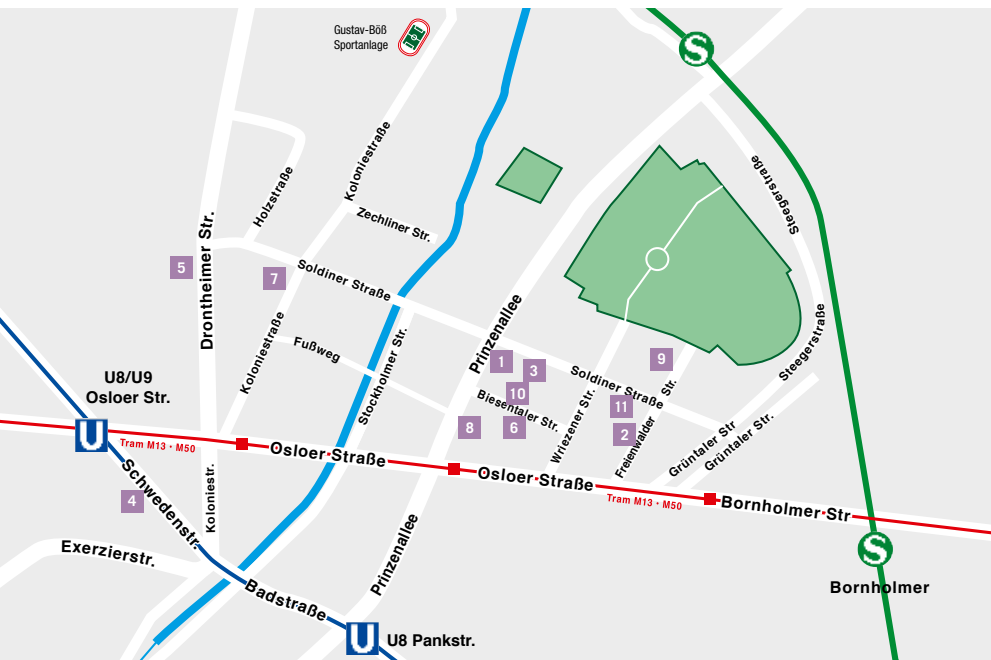 Gustav-Böß
Sportanlage
S
Koloniestraße
Steegerstraße
Holzstraße
Zechliner Str.
Drontheimer Str.
5
7
Soldiner Straße
Prinzenallee
Koloniestraße
Fußweg
Stockholmer Str.
Steegerstraße
1
3
9
U8/U9
Osloer Str.
10
Soldiner Straße
Biesentaler Str.
11
8
6
2
Wriezener Str.
Freienwalder Str.
Grüntaler Str
Grüntaler Str.
U
Tram M13 · M50
Osloer Straße
Osloer Straße
Tram M13 · M50
Bornholmer Str
4
Schwedenstr.
Koloniestr.
Exerzierstr.
Prinzenallee
S
Bornholmer
Badstraße
U
U8 Pankstr.